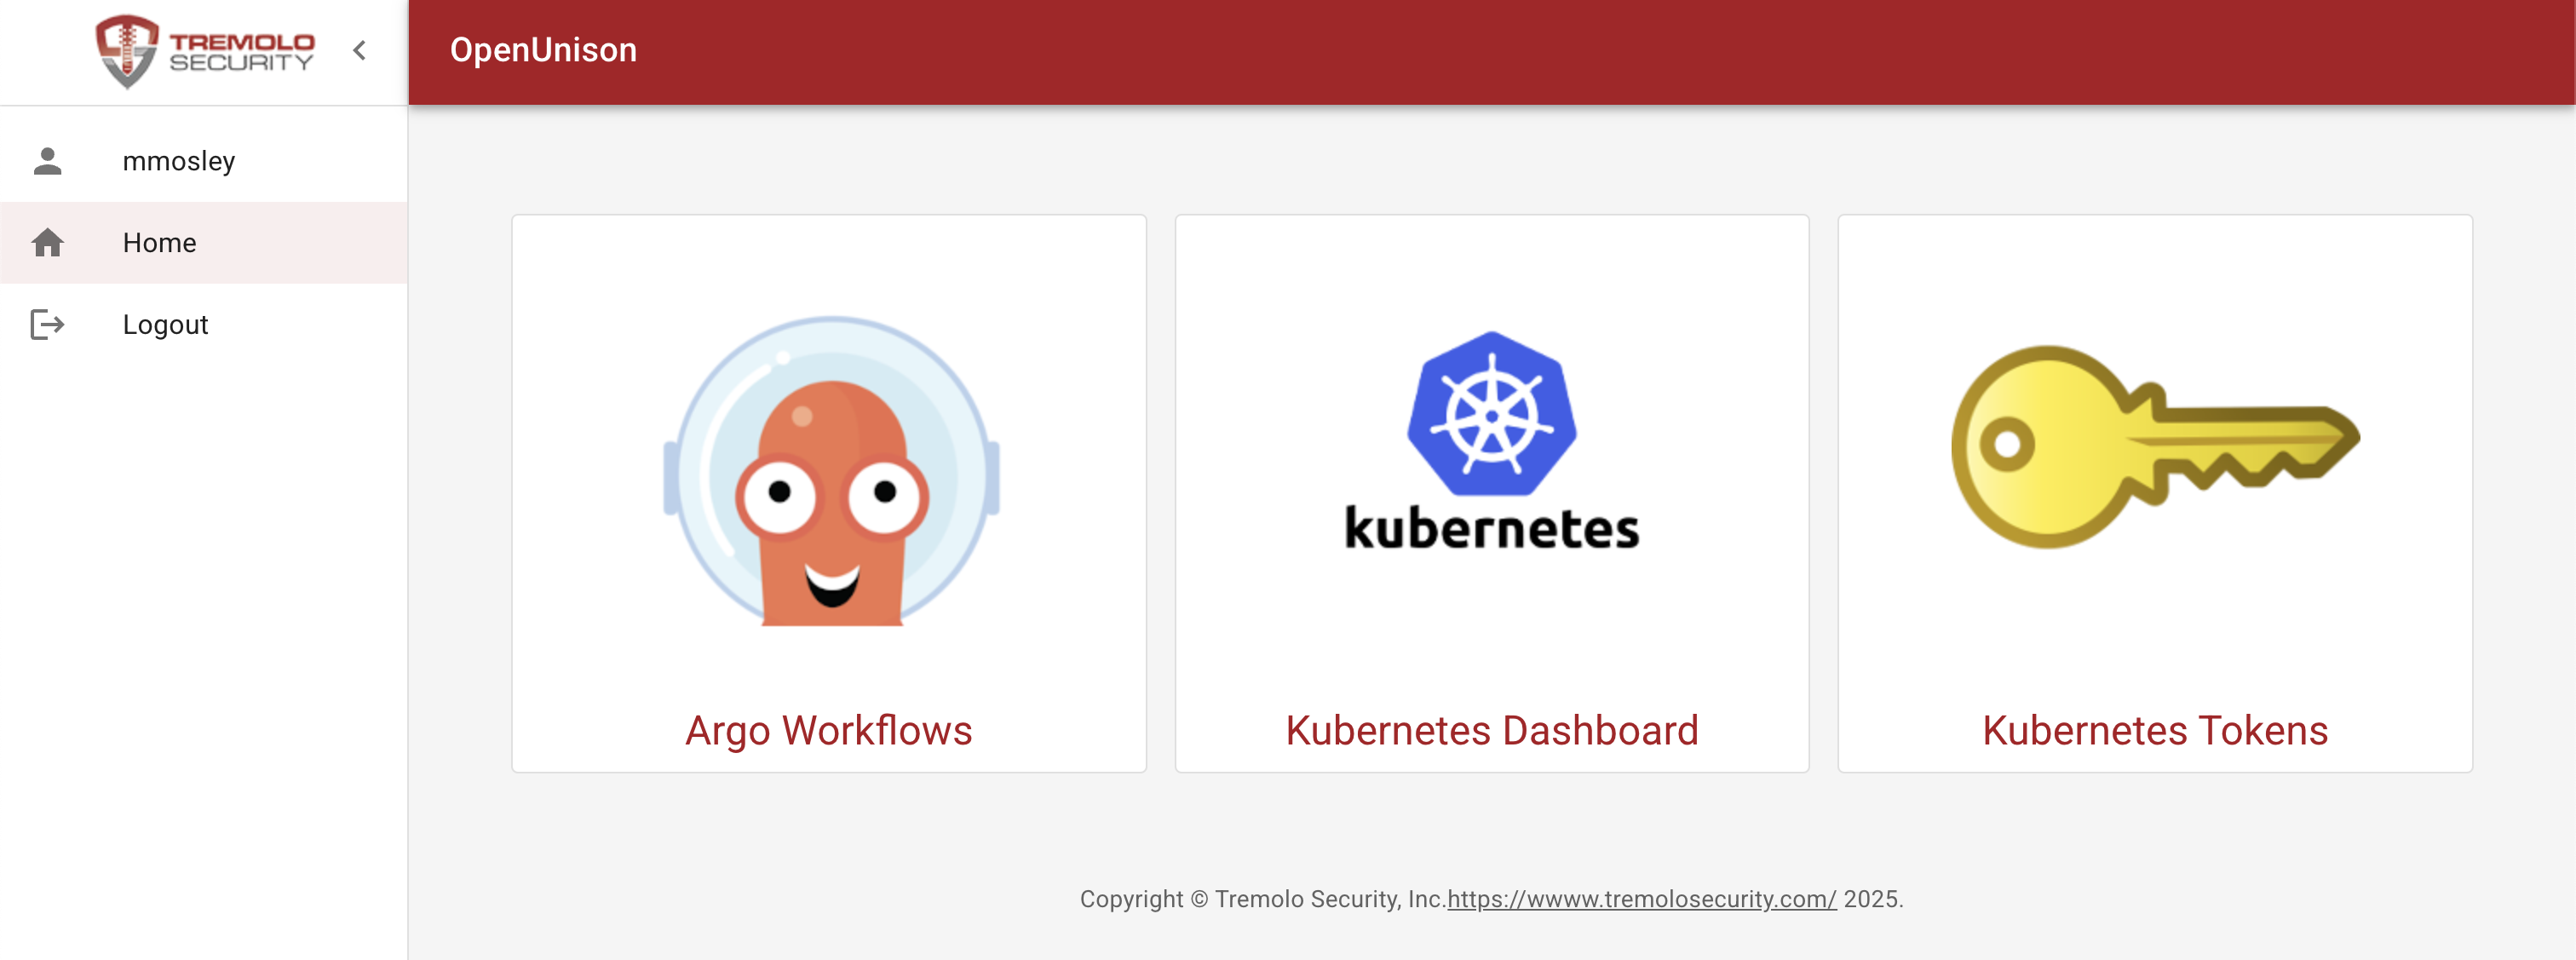 TREMOLO
SECURITY
OpenUnison
mmosley
Home
Logout
kubernetes
Argo Workflows
Kubernetes Dashboard
Kubernetes Tokens
Copyright © Tremolo Security, Inc.https://wwww.tremolosecurity.com/ 2025.